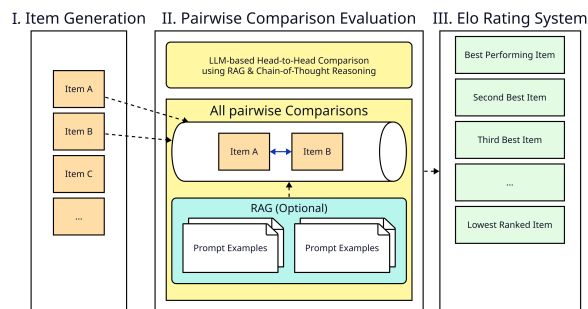 I. Item Generation
Item A
Item B
Item C
...
II. Pairwise Comparison Evaluation
LLM-based Head-to-Head Comparison
using RAG & Chain-of-Thought Reasoning
All pairwise Comparisons
Item A
Item B
RAG (Optional)
Prompt Examples
Prompt Examples
III. Elo Rating System
Best Performing Item
Second Best Item
Third Best Item
...
Lowest Ranked Item